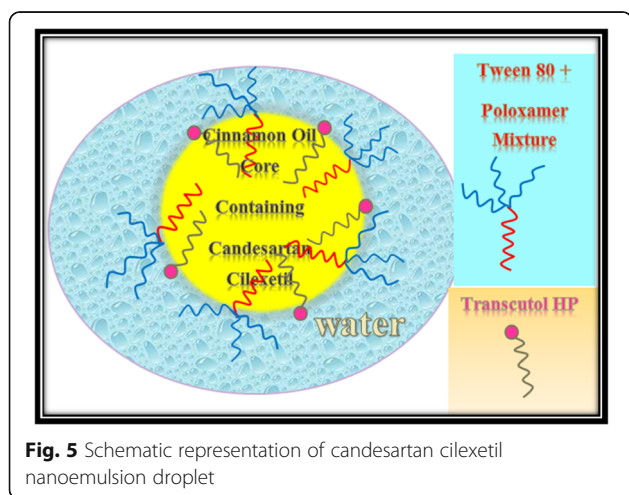 Cinnamon Oil
Core
Containing
Candesartan
Cilexetil
water
Tween 80 +
Poloxamer
Mixture
Transcutol HP
Fig. 5 Schematic representation of candesartan cilexetil
nanoemulsion droplet